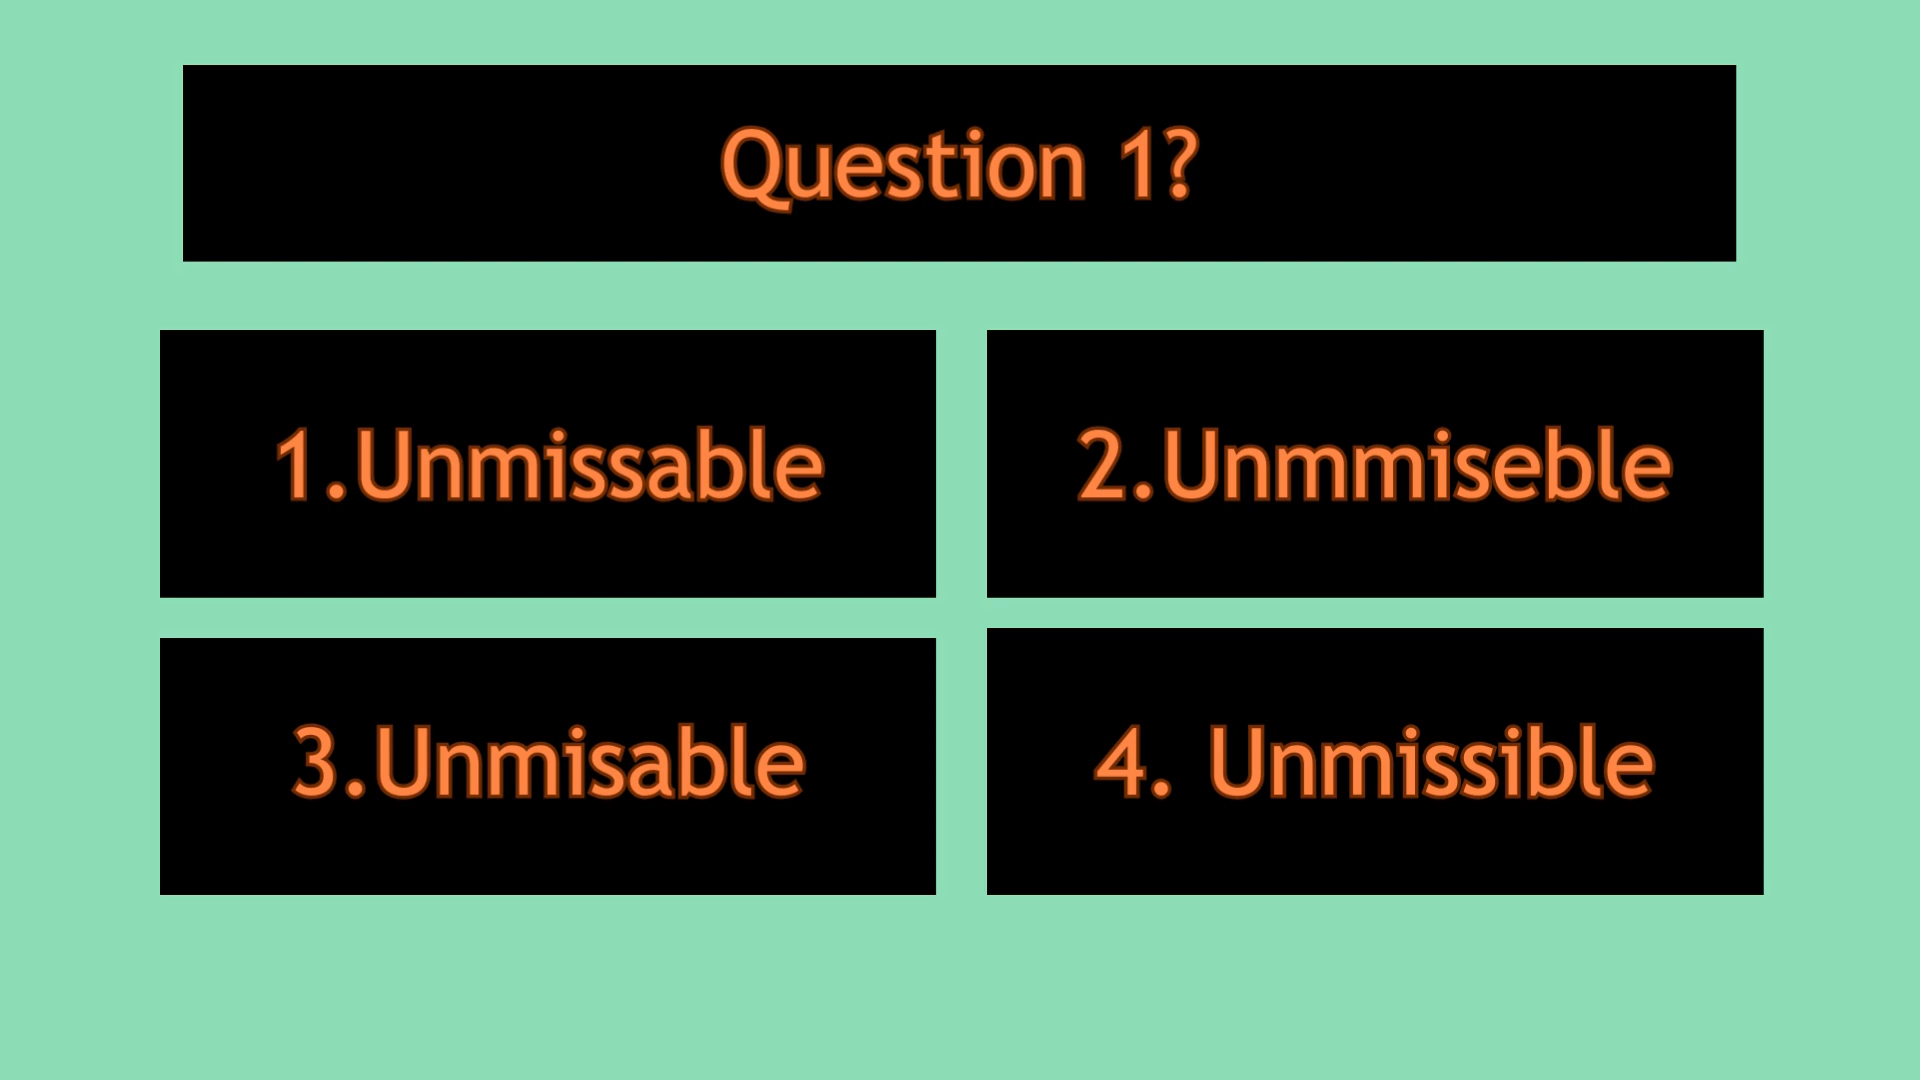 Question 1?
1.Unmissable
2.Unmmiseble
3.Unmisable
4. Unmissible